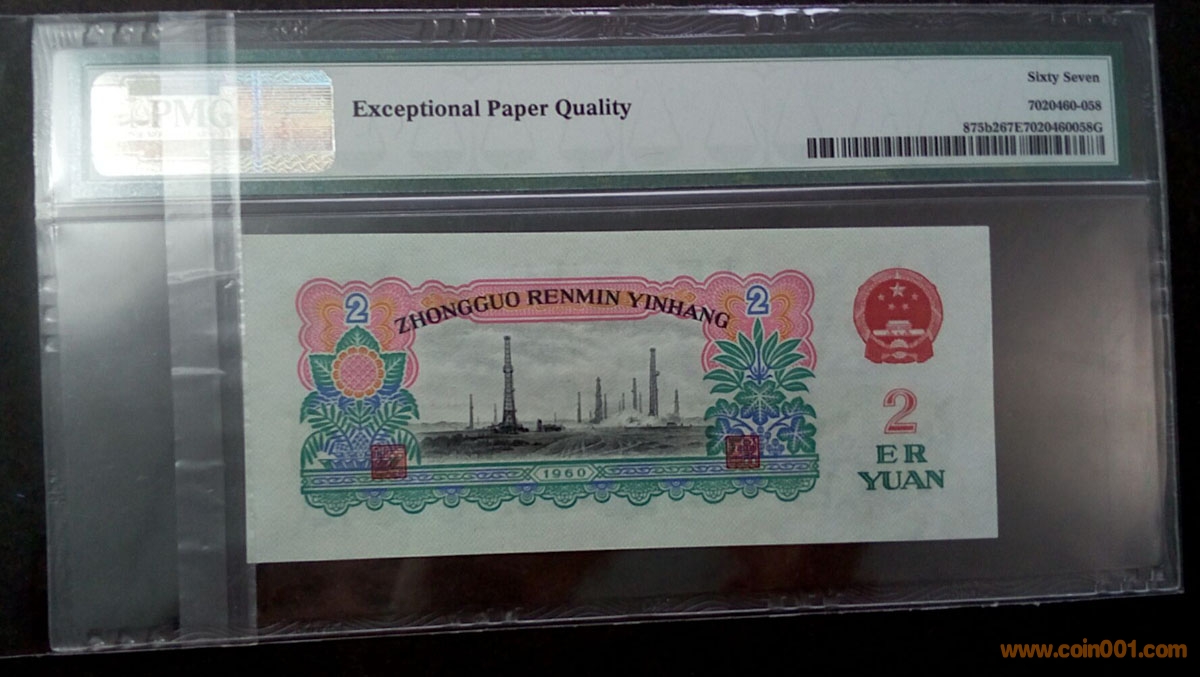 PMG
Exceptional Paper Quality
Sixty Seven
7020460-058
875b267E7020460058G
2
ZHONGGUO RENMIN YINHANG
2
1960
2
ER
YUAN
www.coin001.com